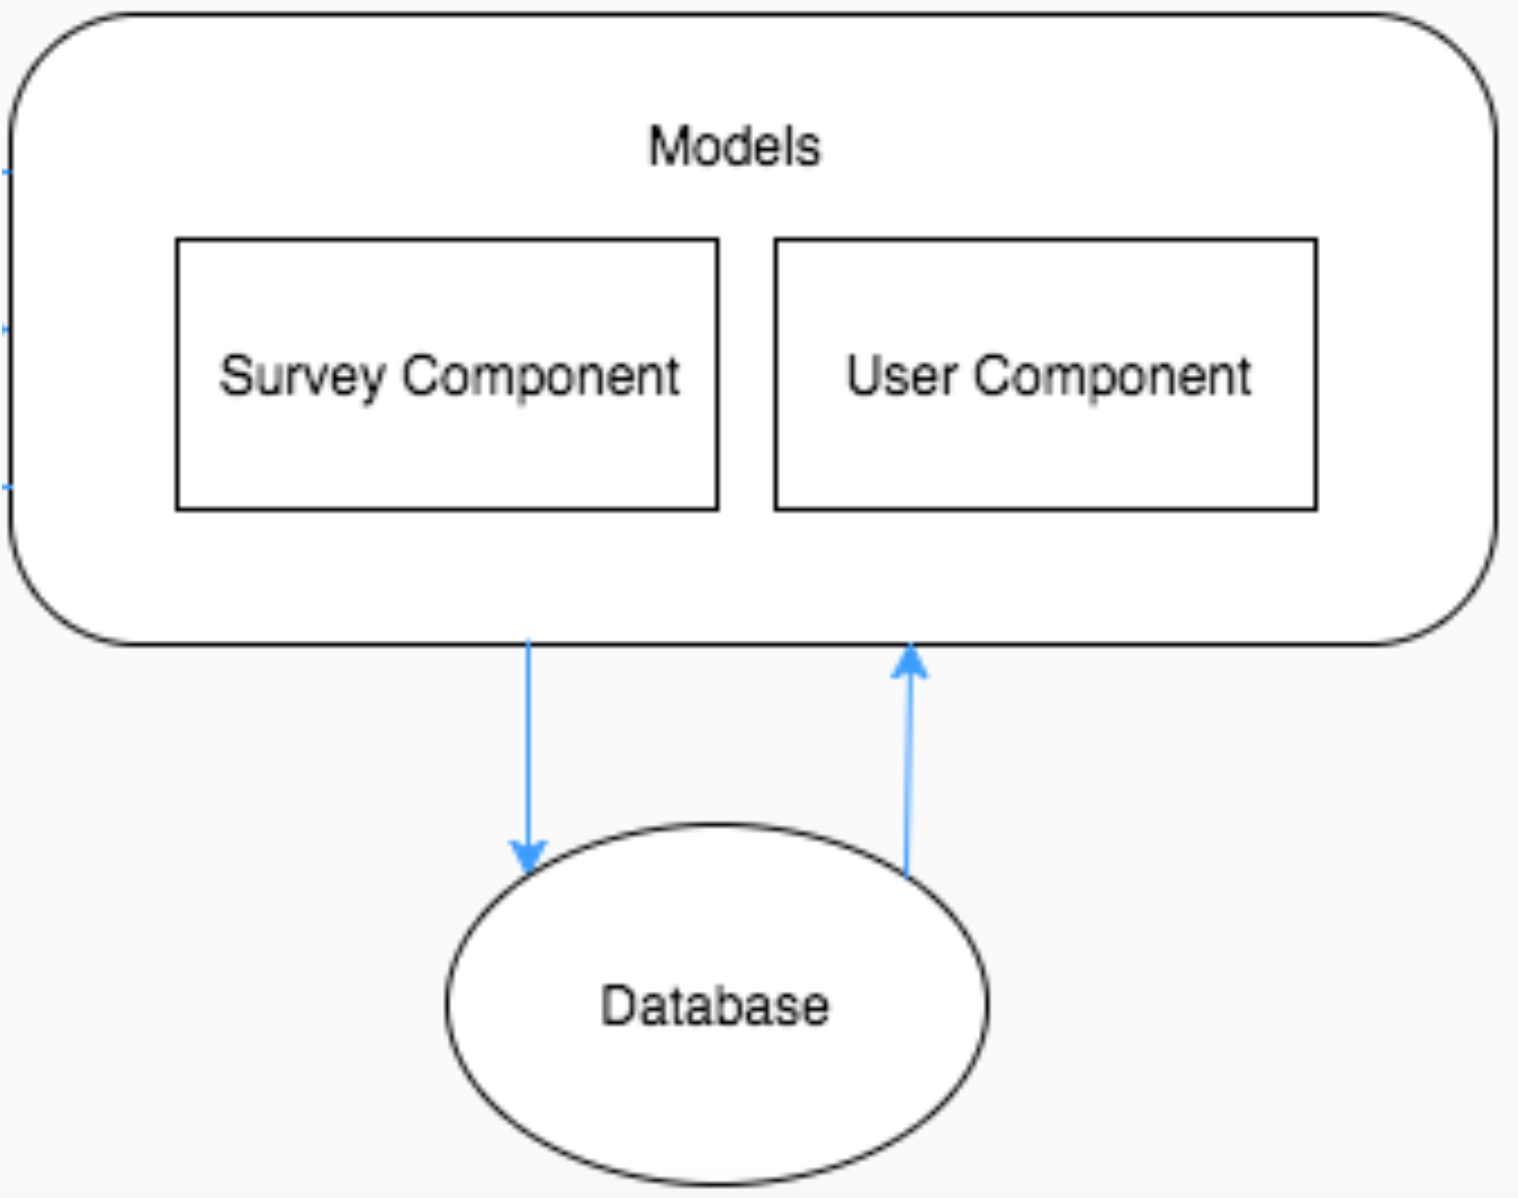 Models
Survey Component
User Component
Database